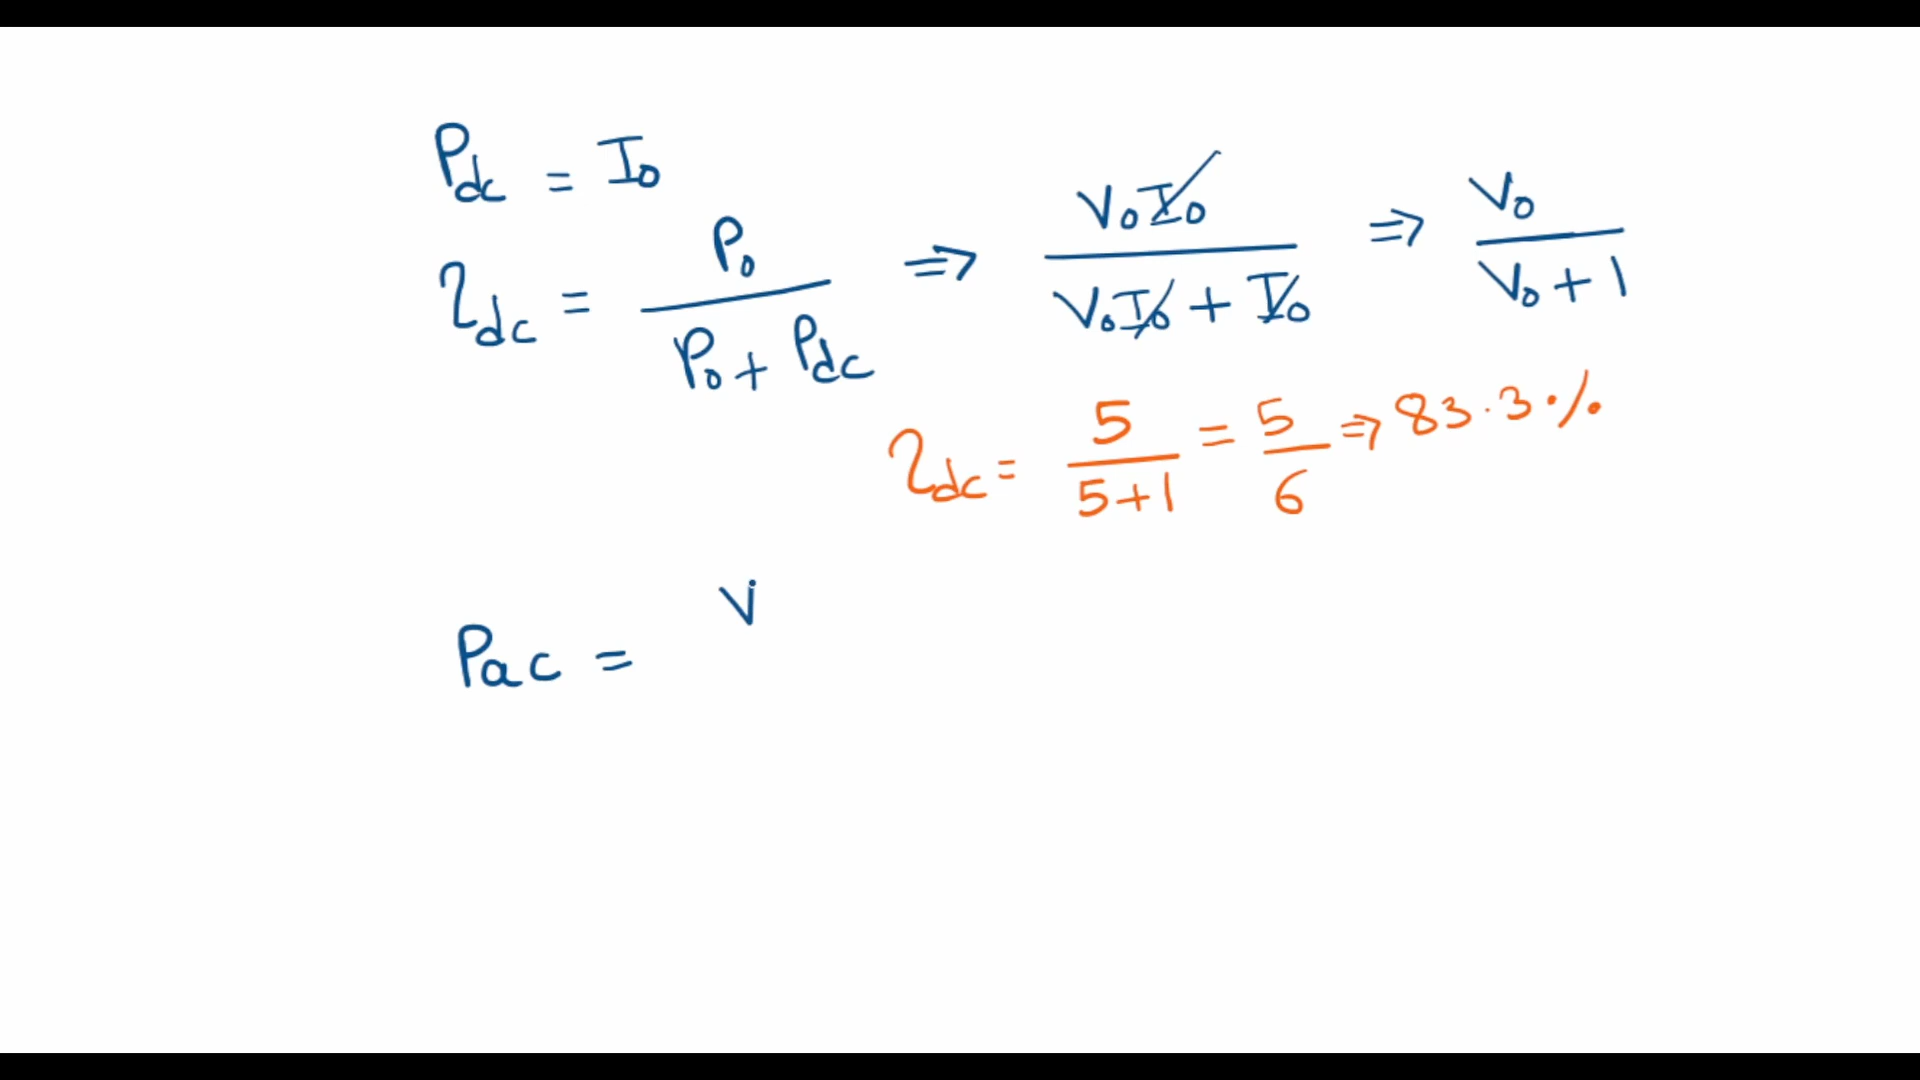 Pdc = Io
ηdc = Po / (Po + Pdc) ⇒ VoIo / (VoIo + Io) ⇒ Vo / (Vo + 1)
ηdc = 5 / (5+1) = 5/6 ⇒ 83.3%
Pac = V